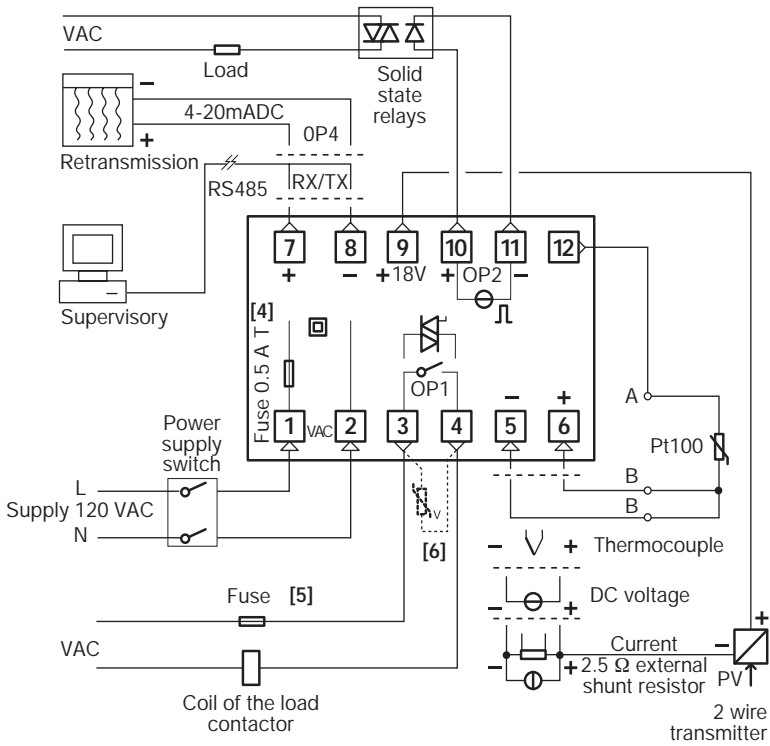 VAC
Load
Solid
state
relays
−
4-20mADC
+
Retransmission
OP4
RS485
RX/TX
Supervisory
7 8 9 10 11 12
+ − +18V + OP2 −
[4]
Fuse 0.5 A T
OP1
− +
1 VAC 2 3 4 5 6
Power
supply
switch
L
Supply 120 VAC
N
A
Pt100
B
B
V
[6]
− + Thermocouple
Fuse [5]
− + DC voltage
VAC
Coil of the load
contactor
− +
Current
2.5 Ω external
shunt resistor
− +
PV
2 wire
transmitter